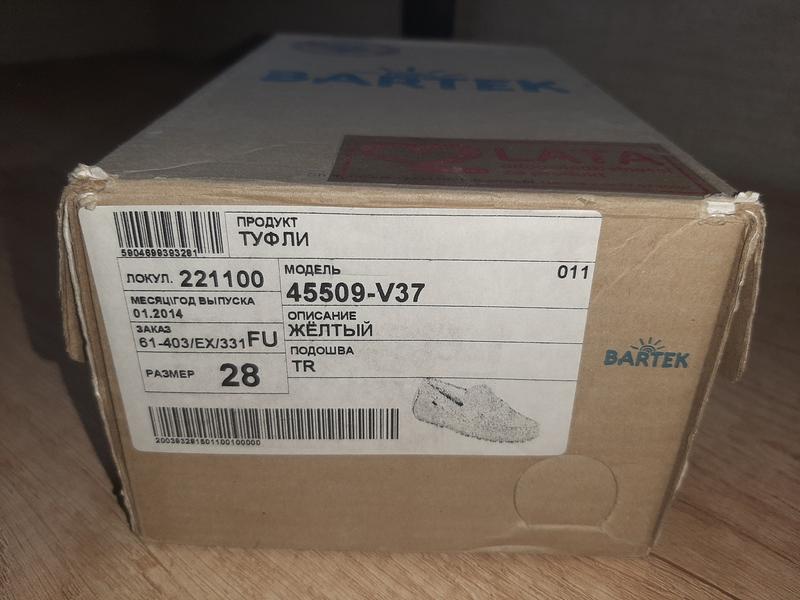 BARTEK
LATA
5904699393281
ПРОДУКТ
ТУФЛИ
ЛОКУЛ. 221100
МОДЕЛЬ
011
45509-V37
МЕСЯЦ\ГОД ВЫПУСКА
01.2014
ОПИСАНИЕ
ЖЁЛТЫЙ
ЗАКАЗ
61-403/EX/331FU
ПОДОШВА
TR
РАЗМЕР 28
BARTEK